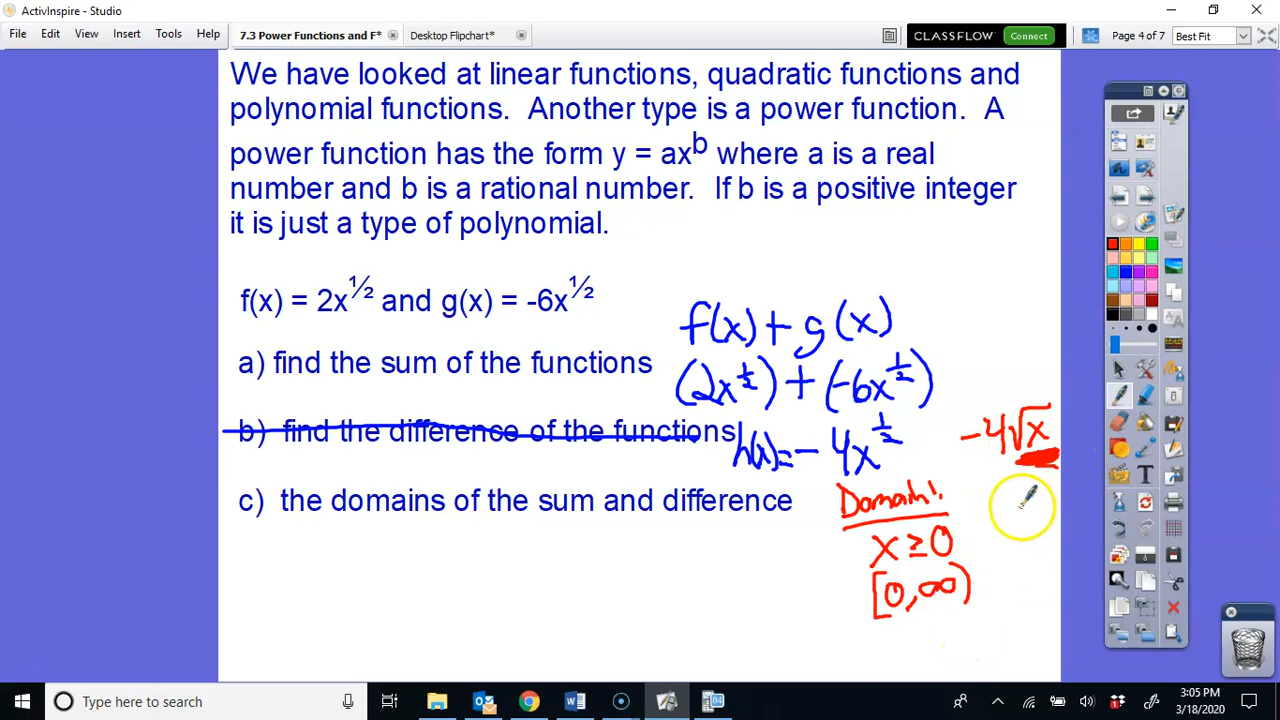 ActivInspire - Studio
File Edit View Insert Tools Help
7.3 Power Functions and F*
Desktop Flipchart*
CLASSFLOW Connect
Page 4 of 7
Best Fit
We have looked at linear functions, quadratic functions and
polynomial functions. Another type is a power function. A
power function has the form y = ax^b where a is a real
number and b is a rational number. If b is a positive integer
it is just a type of polynomial.
f(x) = 2x^½ and g(x) = -6x^½
f(x) + g(x)
a) find the sum of the functions
(2x^½) + (-6x^½)
b) find the difference of the functions
h(x) = -4x^½
-4√x
c) the domains of the sum and difference
Domain:
x ≥ 0
[0, ∞)
Type here to search
3:05 PM
3/18/2020